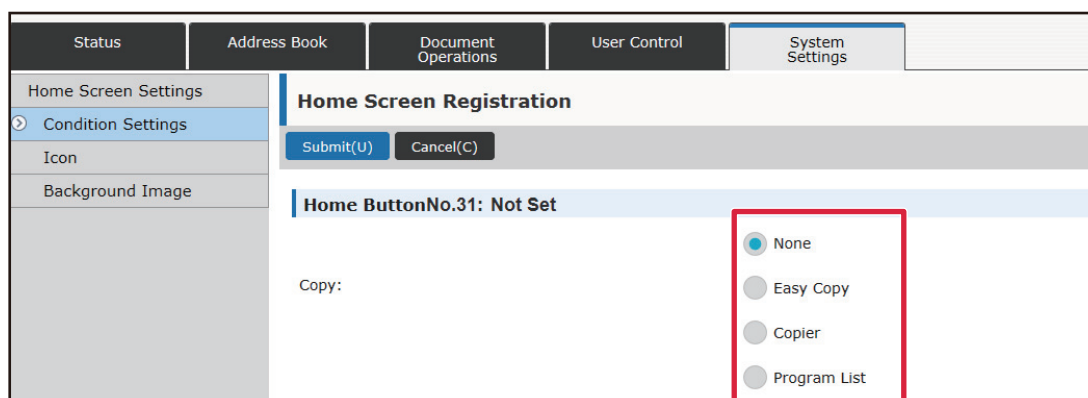 Status
Address Book
Document
Operations
User Control
System
Settings
Home Screen Settings
Condition Settings
Icon
Background Image
Home Screen Registration
Submit(U)
Cancel(C)
Home ButtonNo.31: Not Set
None
Copy:
Easy Copy
Copier
Program List